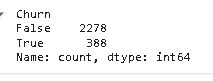 Churn
False    2278
True      388
Name: count, dtype: int64